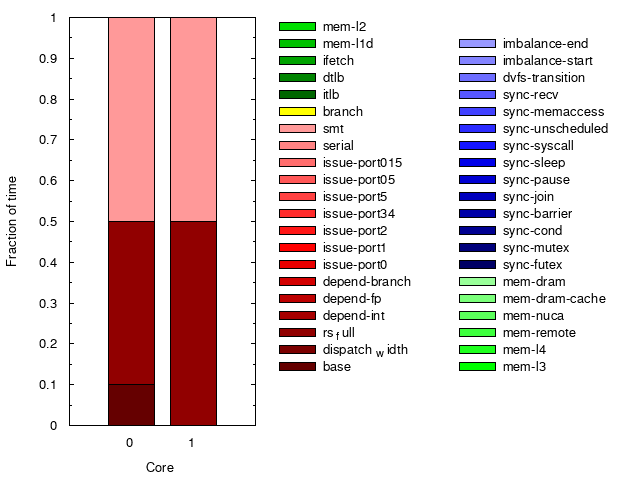 1
0.9
0.8
0.7
0.6
0.5
0.4
0.3
0.2
0.1
0
Fraction of time
0 1
Core
mem-l2
mem-l1d
ifetch
dtlb
itlb
branch
smt
serial
issue-port015
issue-port05
issue-port5
issue-port34
issue-port2
issue-port1
issue-port0
depend-branch
depend-fp
depend-int
rs f ull
dispatch w idth
base
imbalance-end
imbalance-start
dvfs-transition
sync-recv
sync-memaccess
sync-unscheduled
sync-syscall
sync-sleep
sync-pause
sync-join
sync-barrier
sync-cond
sync-mutex
sync-futex
mem-dram
mem-dram-cache
mem-nuca
mem-remote
mem-l4
mem-l3